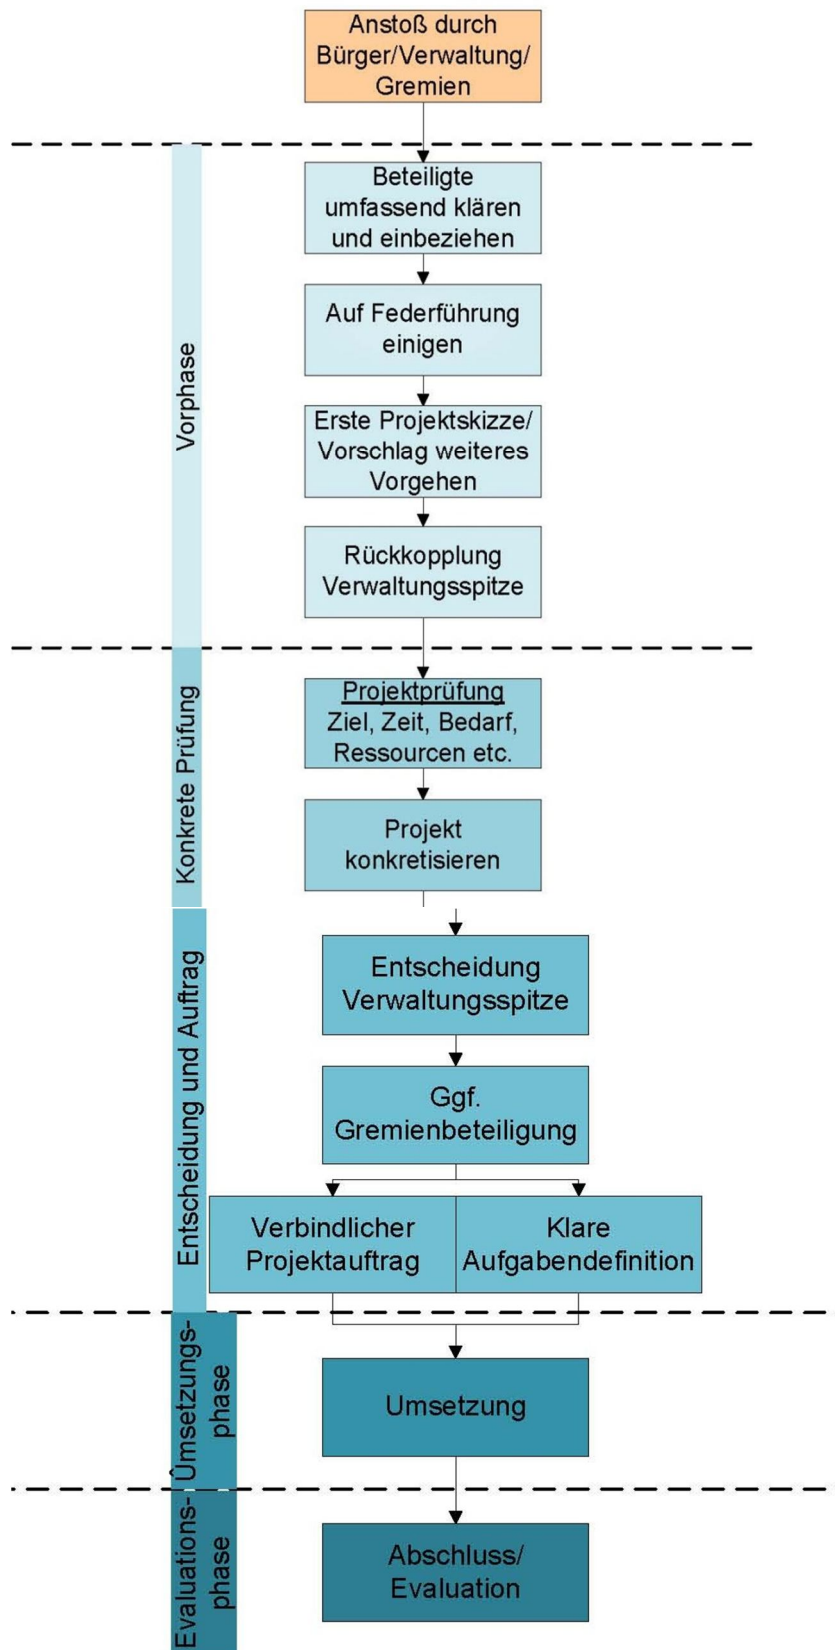 Anstoß durch
Bürger/Verwaltung/
Gremien
Vorphase
Beteiligte
umfassend klären
und einbeziehen
Auf Federführung
einigen
Erste Projektskizze/
Vorschlag weiteres
Vorgehen
Rückkopplung
Verwaltungsspitze
Konkrete Prüfung
Projektprüfung
Ziel, Zeit, Bedarf,
Ressourcen etc.
Projekt
konkretisieren
Entscheidung und Auftrag
Entscheidung
Verwaltungsspitze
Ggf.
Gremienbeteiligung
Verbindlicher
Projektauftrag
Klare
Aufgabendefinition
Umsetzungs-
phase
Umsetzung
Evaluations-
phase
Abschluss/
Evaluation